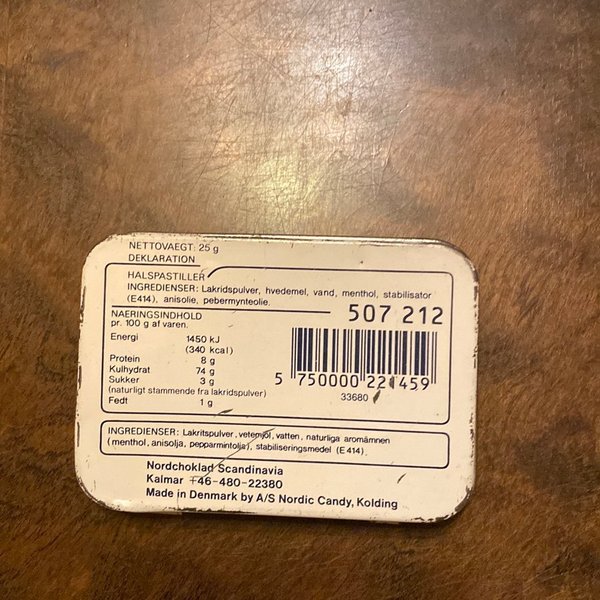 NETTOVAEGT: 25 g
DEKLARATION
HALSPASTILLER
INGREDIENSER: Lakridspulver, hvedemel, vand, menthol, stabilisator
(E414), anisolie, pebermynteolie.
NAERINGSINDHOLD
pr. 100 g af varen.
507 212
Energi 1450 kJ
(340 kcal)
Protein 8 g
Kulhydrat 74 g
Sukker 3 g
(naturligt stammende fra lakridspulver)
Fedt 1 g
5 750000 221459
33680
INGREDIENSER: Lakritspulver, vetemjöl, vatten, naturliga aromämnen
(menthol, anisolja, pepparmintolja), stabiliseringsmedel (E414).
Nordchoklad Scandinavia
Kalmar +46-480-22380
Made in Denmark by A/S Nordic Candy, Kolding